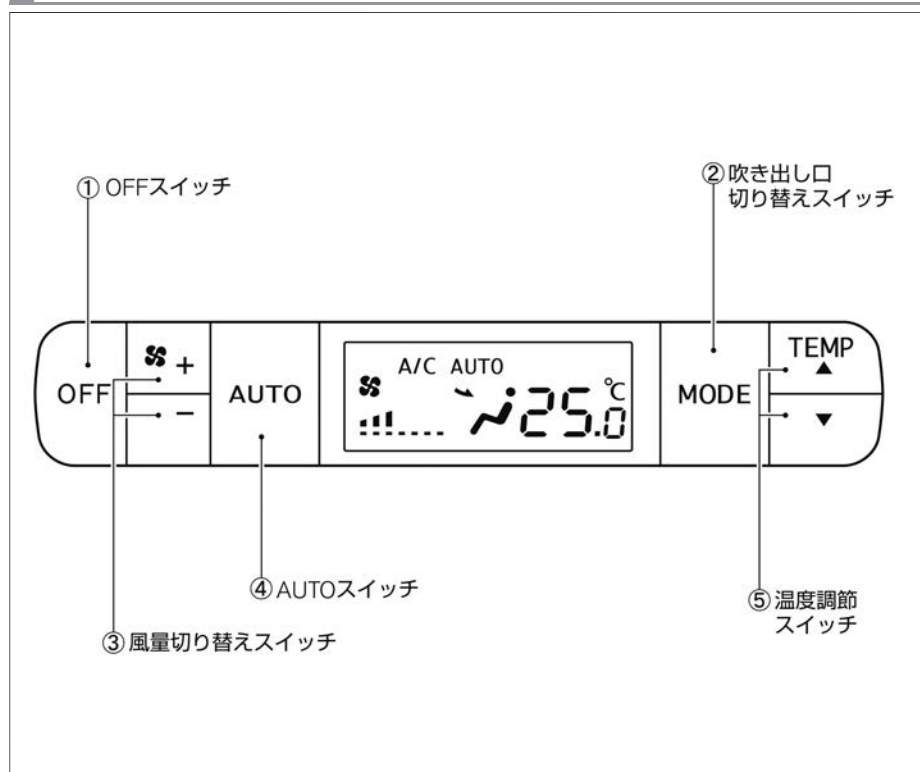 ① OFFスイッチ
② 吹き出し口
切り替えスイッチ
OFF
+
−
AUTO
A/C AUTO
25.0℃
MODE
TEMP
▲
▼
④ AUTOスイッチ
③ 風量切り替えスイッチ
⑤ 温度調節
スイッチ